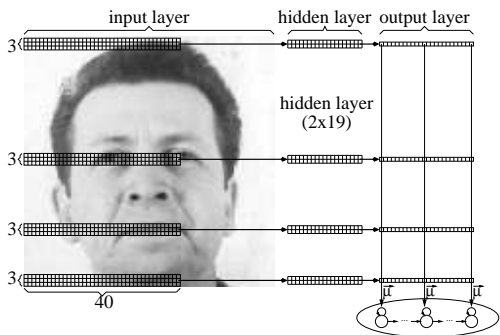 input layer hidden layer output layer
3
hidden layer
(2x19)
3
3
3
40
μ μ μ
... ...